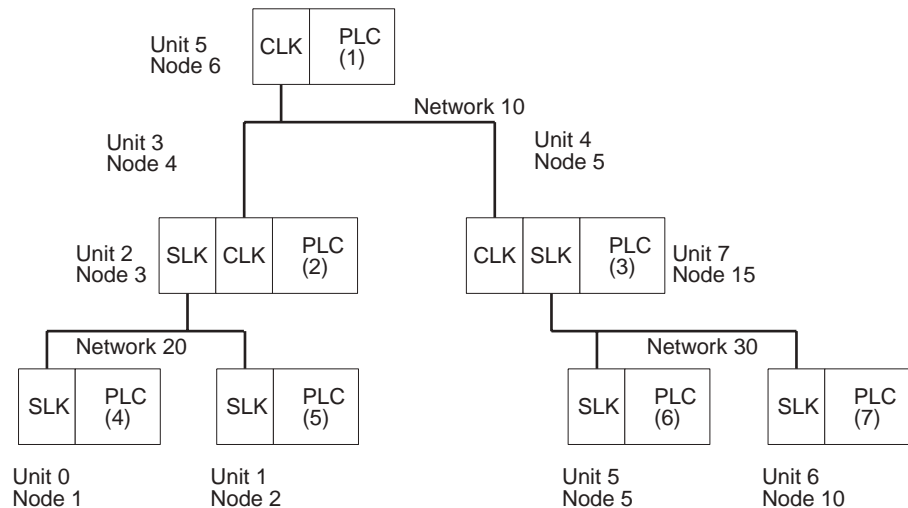 Unit 5
Node 6
CLK
PLC
(1)
Network 10
Unit 3
Node 4
Unit 4
Node 5
Unit 2
Node 3
SLK
CLK
PLC
(2)
CLK
SLK
PLC
(3)
Unit 7
Node 15
Network 20
Network 30
SLK
PLC
(4)
SLK
PLC
(5)
SLK
PLC
(6)
SLK
PLC
(7)
Unit 0
Node 1
Unit 1
Node 2
Unit 5
Node 5
Unit 6
Node 10